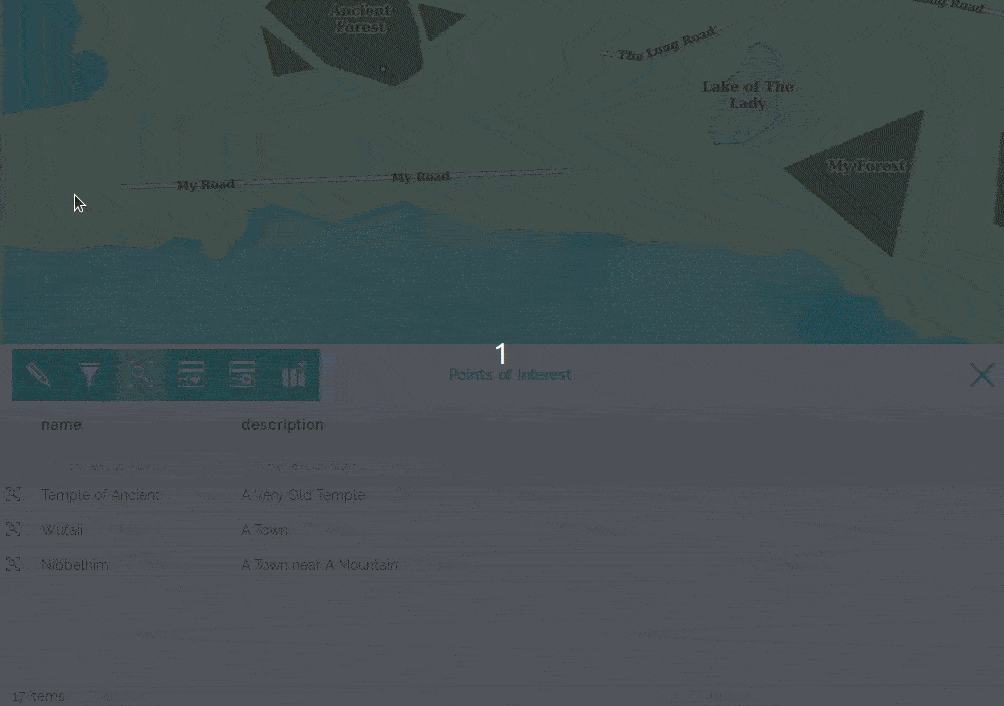 Ancient
Forest
Long Road
The Long Road
Lake of The
Lady
My Forest
My Road
My Road
1
Points of Interest
name
description
Temple of Ancient
A Very Old Temple
Wutaii
A Town
Nibbelhim
A Town near A Mountain
17 items